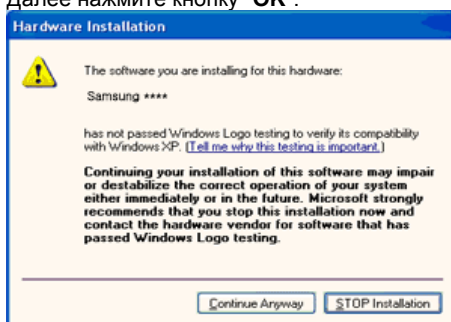 Далее нажмите кнопку "OK".
Hardware Installation
The software you are installing for this hardware:
Samsung ****
has not passed Windows Logo testing to verify its compatibility
with Windows XP. (Tell me why this testing is important.)
Continuing your installation of this software may impair
or destabilize the correct operation of your system
either immediately or in the future. Microsoft strongly
recommends that you stop this installation now and
contact the hardware vendor for software that has
passed Windows Logo testing.
Continue Anyway STOP Installation